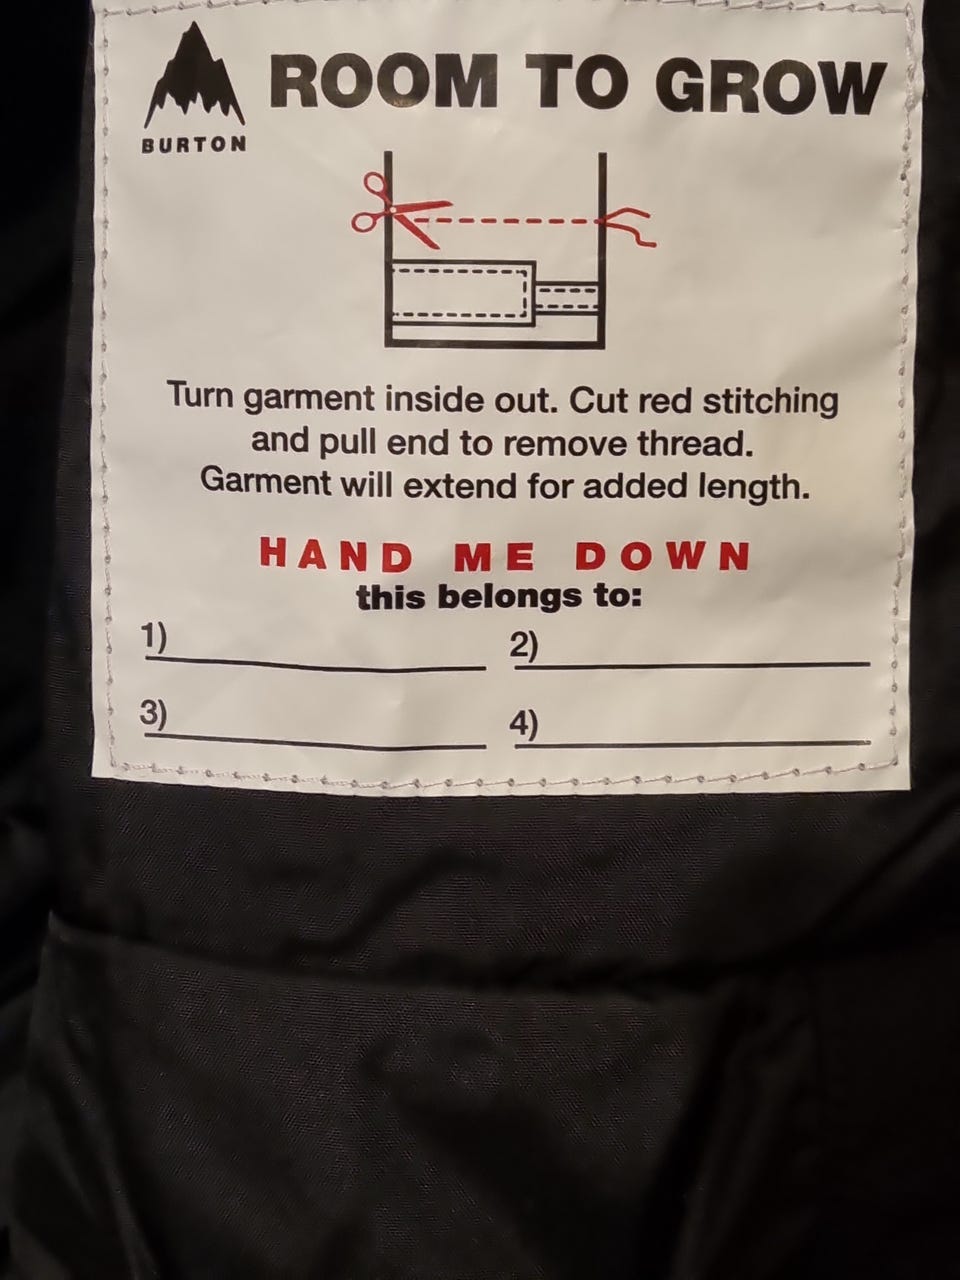 ROOM TO GROW
BURTON
Turn garment inside out. Cut red stitching
and pull end to remove thread.
Garment will extend for added length.
HAND ME DOWN
this belongs to:
1) 2)
3) 4)